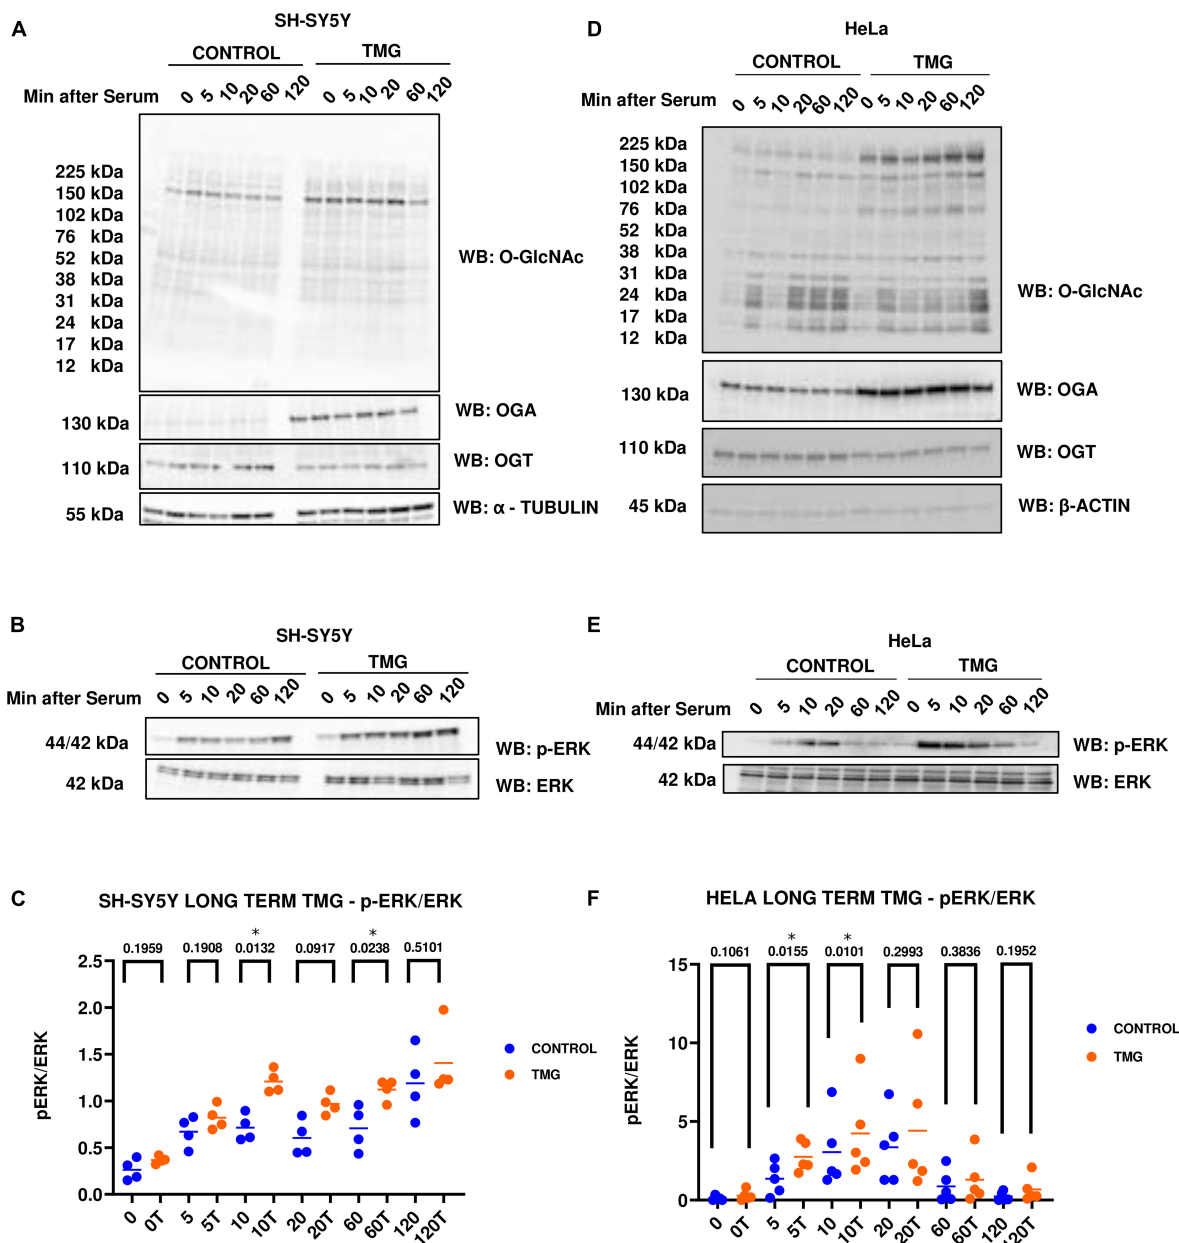 A
SH-SY5Y
CONTROL TMG
Min after Serum 0 5 10 20 60 120 0 5 10 20 60 120
225 kDa
150 kDa
102 kDa
76 kDa
52 kDa
38 kDa
31 kDa
24 kDa
17 kDa
12 kDa
WB: O-GlcNAc
130 kDa WB: OGA
110 kDa WB: OGT
55 kDa WB: α - TUBULIN
D
HeLa
CONTROL TMG
Min after Serum 0 5 10 20 60 120 0 5 10 20 60 120
225 kDa
150 kDa
102 kDa
76 kDa
52 kDa
38 kDa
31 kDa
24 kDa
17 kDa
12 kDa
WB: O-GlcNAc
130 kDa WB: OGA
110 kDa WB: OGT
45 kDa WB: β-ACTIN
B
SH-SY5Y
CONTROL TMG
Min after Serum 0 5 10 20 60 120 0 5 10 20 60 120
44/42 kDa WB: p-ERK
42 kDa WB: ERK
E
HeLa
CONTROL TMG
Min after Serum 0 5 10 20 60 120 0 5 10 20 60 120
44/42 kDa WB: p-ERK
42 kDa WB: ERK
C
SH-SY5Y LONG TERM TMG - p-ERK/ERK
* *
0.1959 0.1908 0.0132 0.0917 0.0238 0.5101
2.5
2.0
1.5
1.0
0.5
0.0
pERK/ERK
0 0T 5 5T 10 10T 20 20T 60 60T 120 120T
CONTROL
TMG
F
HELA LONG TERM TMG - pERK/ERK
* *
0.1061 0.0155 0.0101 0.2993 0.3836 0.1952
15
10
5
0
pERK/ERK
0 0T 5 5T 10 10T 20 20T 60 60T 120 120T
CONTROL
TMG